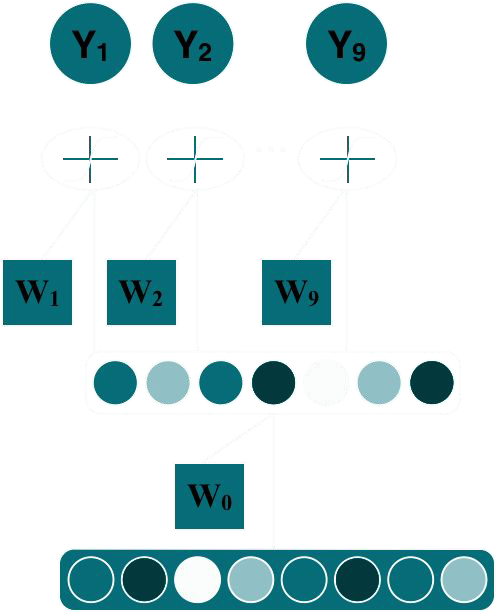 Y₁ Y₂ Y₉
...
W₁ W₂ W₉
W₀